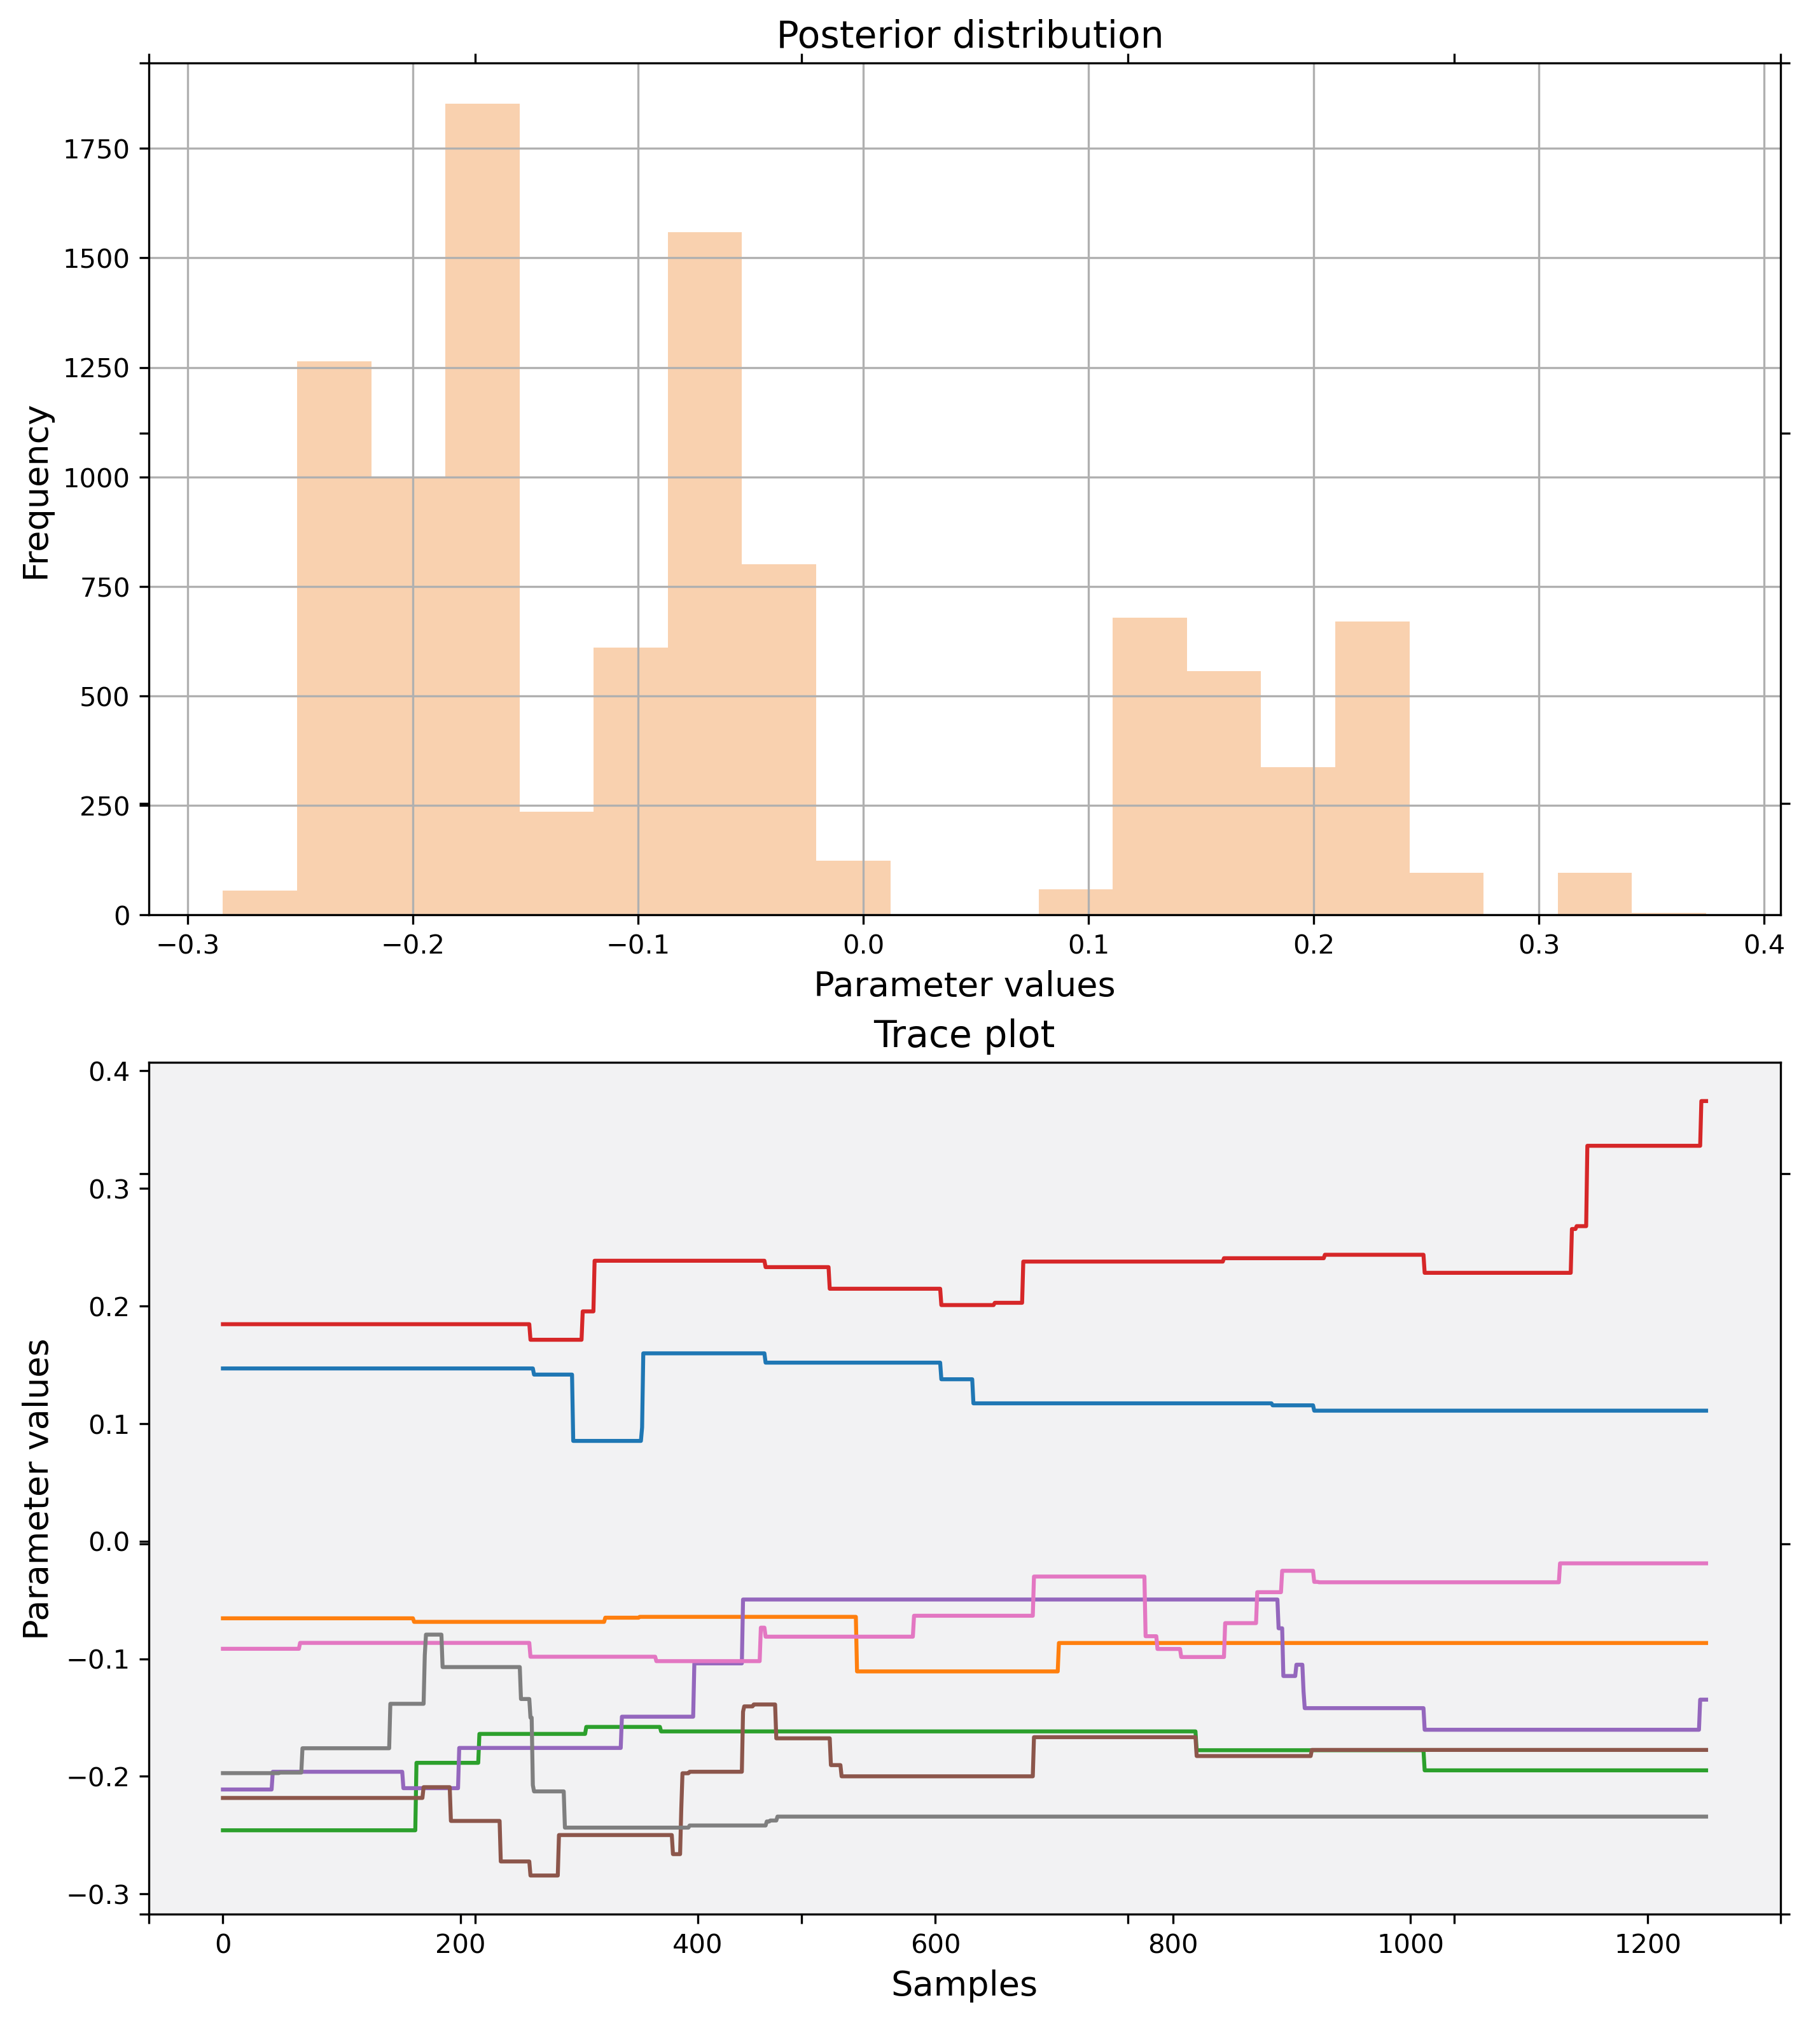 Posterior distribution
1750
1500
1250
1000
750
500
250
0
Frequency
−0.3 −0.2 −0.1 0.0 0.1 0.2 0.3 0.4
Parameter values
Trace plot
0.4
0.3
0.2
0.1
0.0
−0.1
−0.2
−0.3
Parameter values
0 200 400 600 800 1000 1200
Samples